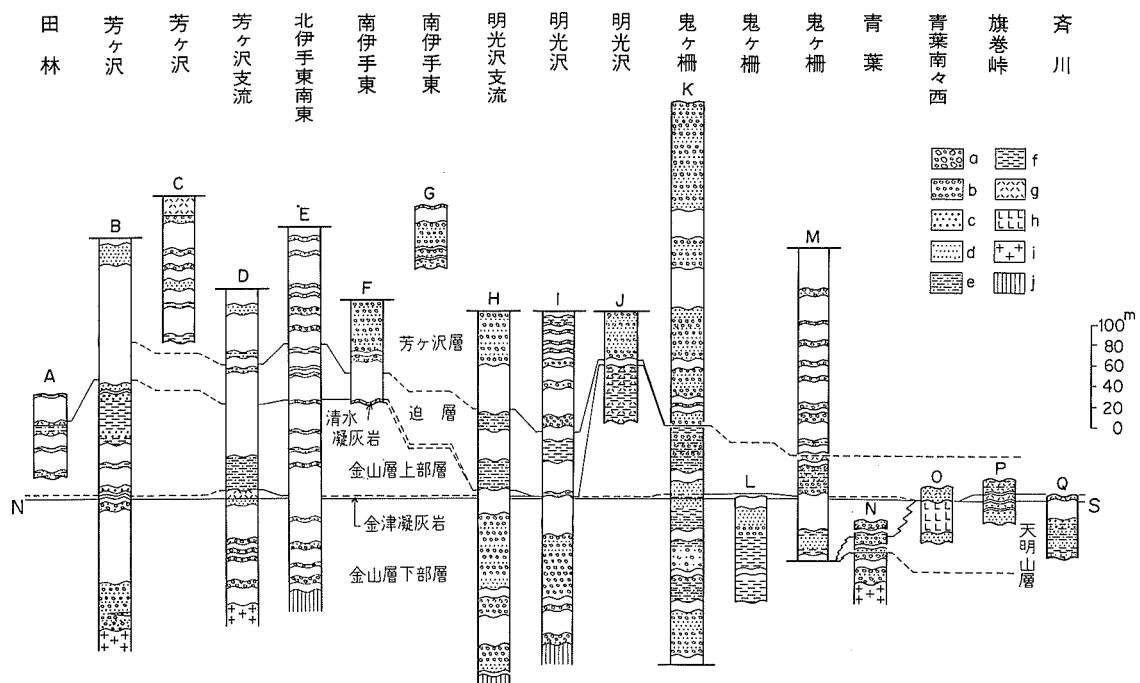 田林
芳ヶ沢
芳ヶ沢
芳ヶ沢支流
北伊手東南東
南伊手東
南伊手東
明光沢支流
明光沢
明光沢
鬼ヶ柵
鬼ヶ柵
鬼ヶ柵
青葉
青葉南々西
旗巻峠
斉川
A
B
C
D
E
F
G
H
I
J
K
L
M
N
O
P
Q
a
b
c
d
e
f
g
h
i
j
100m
80
60
40
20
0
芳ヶ沢層
迫層
清水
凝灰岩
金山層上部層
N
S
金津凝灰岩
金山層下部層
天明山層